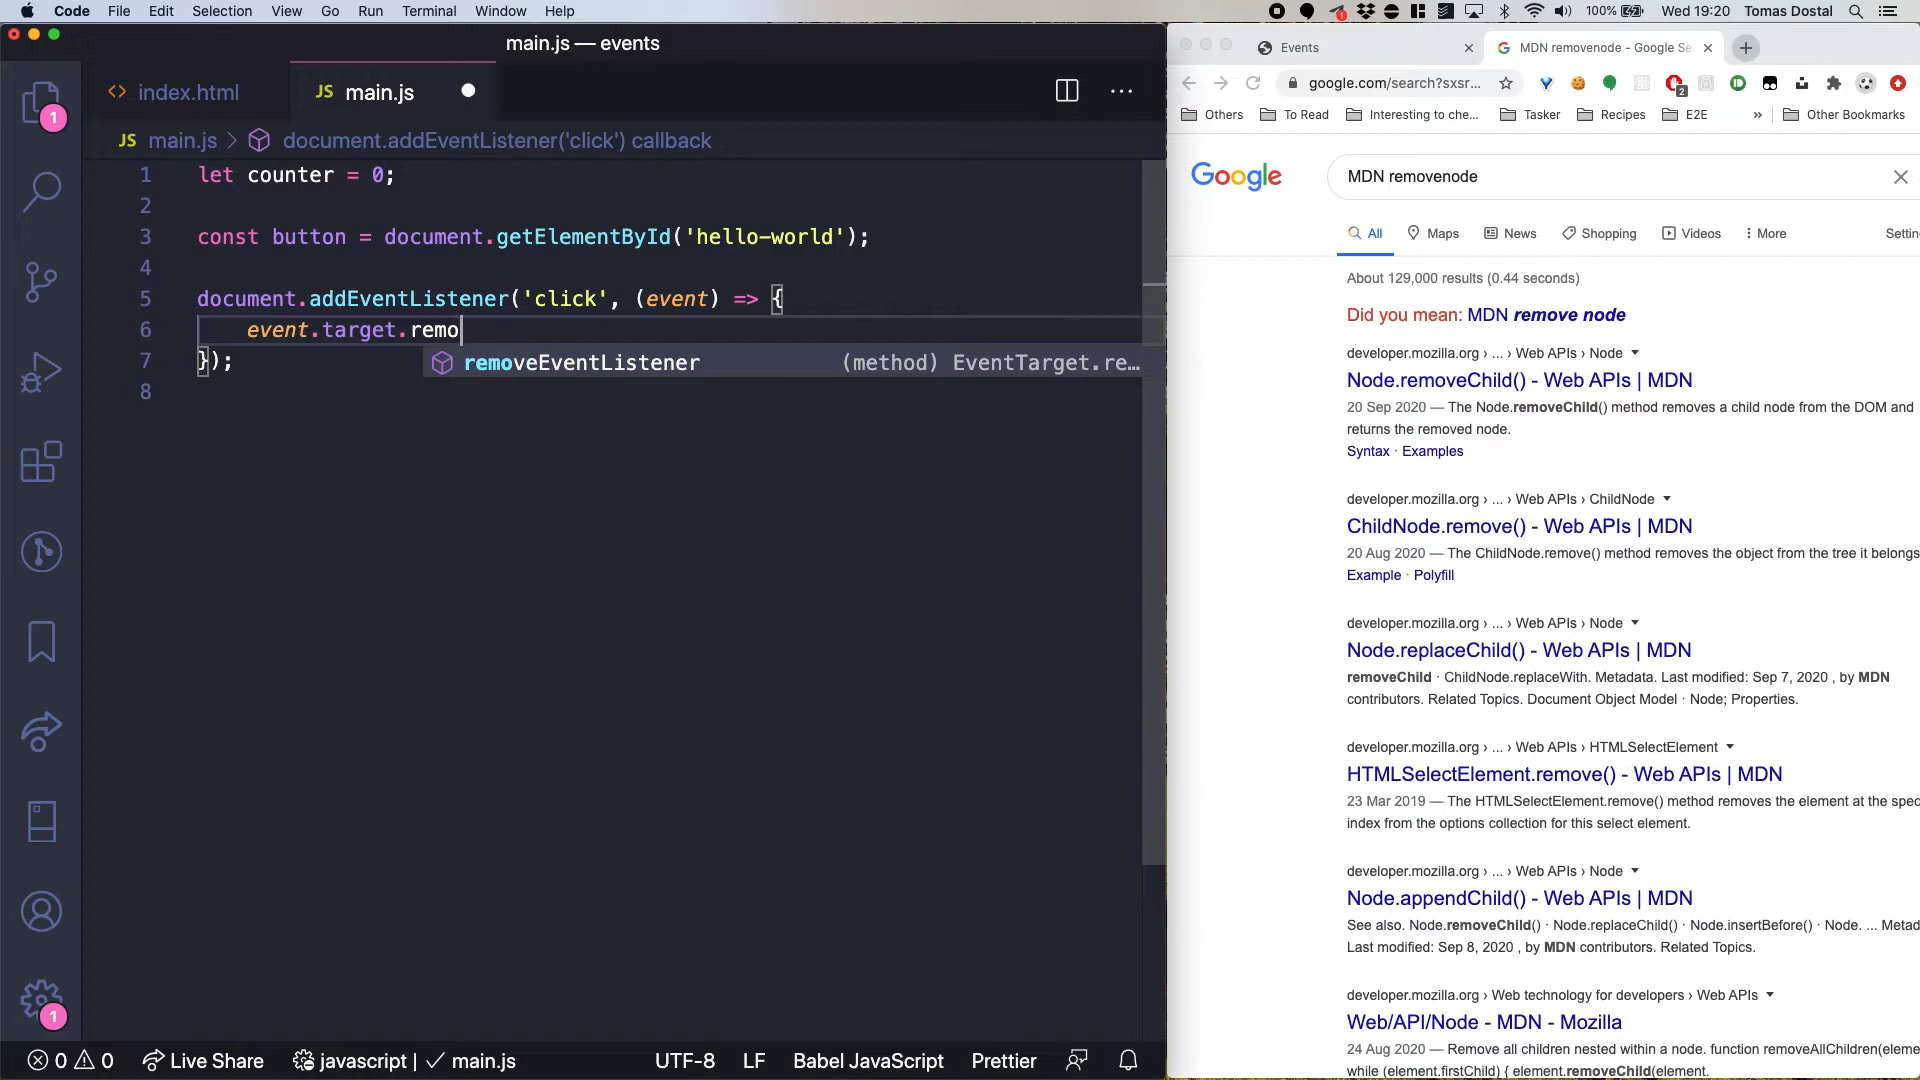 Code File Edit Selection View Go Run Terminal Window Help
1
100%
Wed 19:20 Tomas Dostal
main.js — events
index.html
JS main.js
JS main.js > document.addEventListener('click') callback
1 let counter = 0;
2
3 const button = document.getElementById('hello-world');
4
5 document.addEventListener('click', (event) => {
6 event.target.remo
removeEventListener (method) EventTarget.re…
7 });
8
1
1
0 0 Live Share javascript | main.js UTF-8 LF Babel JavaScript Prettier
Events
MDN removenode - Google Se
google.com/search?sxsr...
2
Others To Read Interesting to che... Tasker Recipes E2E » Other Bookmarks
Google
MDN removenode
All Maps News Shopping Videos More Settin
About 129,000 results (0.44 seconds)
Did you mean: MDN remove node
developer.mozilla.org › ... › Web APIs › Node
Node.removeChild() - Web APIs | MDN
20 Sep 2020 — The Node.removeChild() method removes a child node from the DOM and
returns the removed node.
Syntax · Examples
developer.mozilla.org › ... › Web APIs › ChildNode
ChildNode.remove() - Web APIs | MDN
20 Aug 2020 — The ChildNode.remove() method removes the object from the tree it belongs
Example · Polyfill
developer.mozilla.org › ... › Web APIs › Node
Node.replaceChild() - Web APIs | MDN
removeChild · ChildNode.replaceWith. Metadata. Last modified: Sep 7, 2020 , by MDN
contributors. Related Topics. Document Object Model · Node; Properties.
developer.mozilla.org › ... › Web APIs › HTMLSelectElement
HTMLSelectElement.remove() - Web APIs | MDN
23 Mar 2019 — The HTMLSelectElement.remove() method removes the element at the spec
index from the options collection for this select element.
developer.mozilla.org › ... › Web APIs › Node
Node.appendChild() - Web APIs | MDN
See also. Node.removeChild() · Node.replaceChild() · Node.insertBefore() · Node. ... Metad
Last modified: Sep 8, 2020 , by MDN contributors. Related Topics.
developer.mozilla.org › Web technology for developers › Web APIs
Web/API/Node - MDN - Mozilla
24 Aug 2020 — Remove all children nested within a node. function removeAllChildren(eleme
while (element.firstChild) { element.removeChild(element.